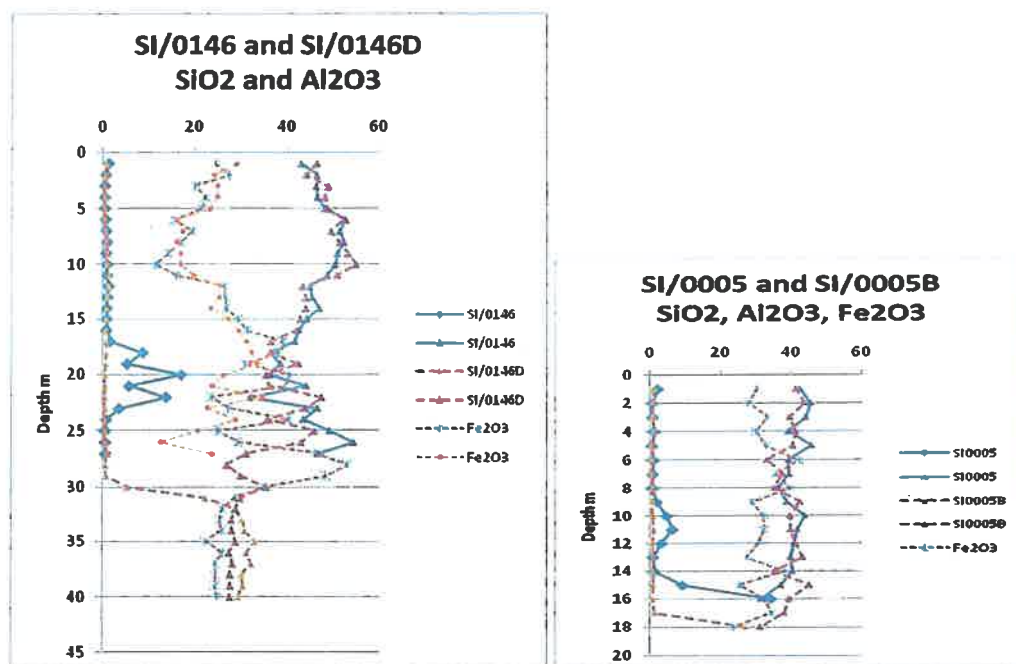 SI/0146 and SI/0146D
SiO2 and Al2O3
0 20 40 60
0
5
10
15
20
25
30
35
40
45
Depth m
SI/0146
SI/0146
SI/0146D
SI/0146D
Fe2O3
Fe2O3
SI/0005 and SI/0005B
SiO2, Al2O3, Fe2O3
0 20 40 60
0
2
4
6
8
10
12
14
16
18
20
Depth m
SI0005
SI0005
SI0005B
SI0005B
Fe2O3